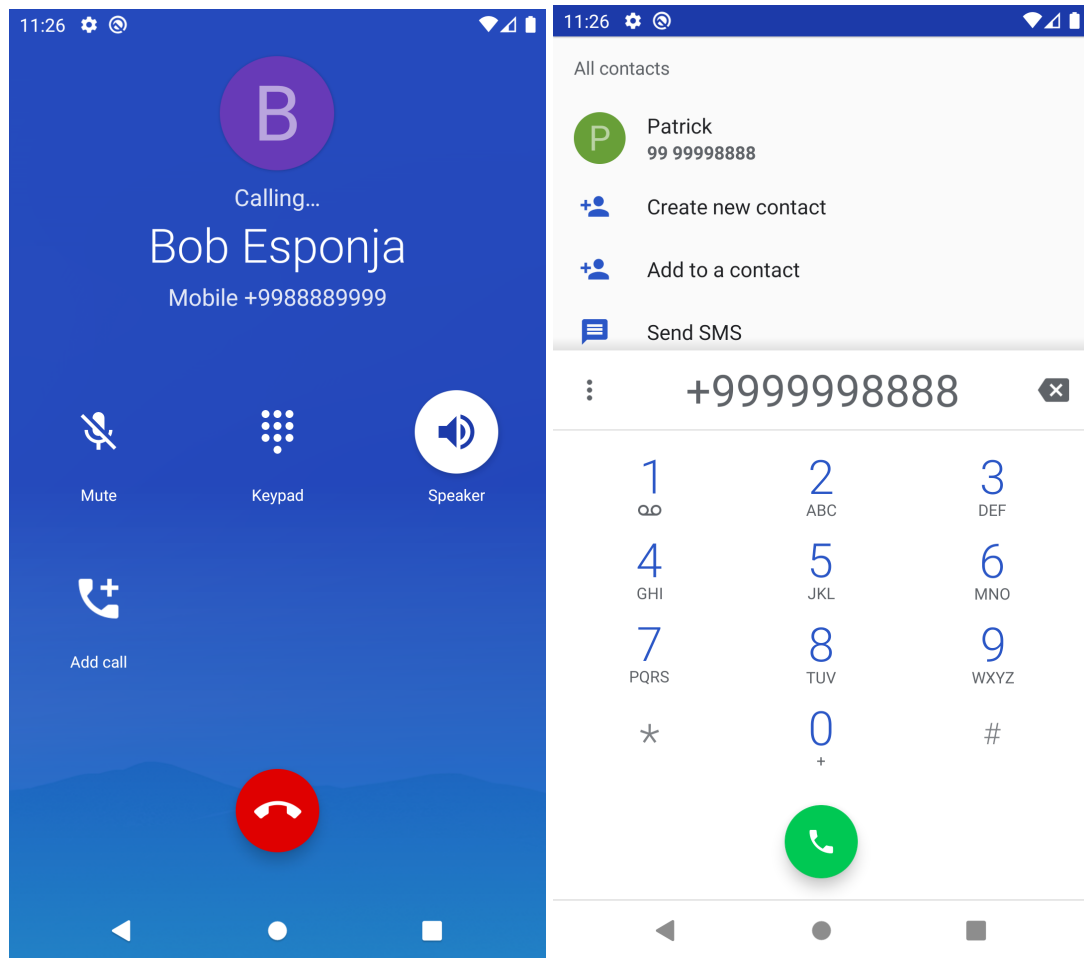 11:26
B
Calling…
Bob Esponja
Mobile +9988889999
Mute
Keypad
Speaker
Add call
11:26
All contacts
P
Patrick
99 99998888
Create new contact
Add to a contact
Send SMS
+9999998888
1 2 3
ABC DEF
4 5 6
GHI JKL MNO
7 8 9
PQRS TUV WXYZ
* 0 #
+